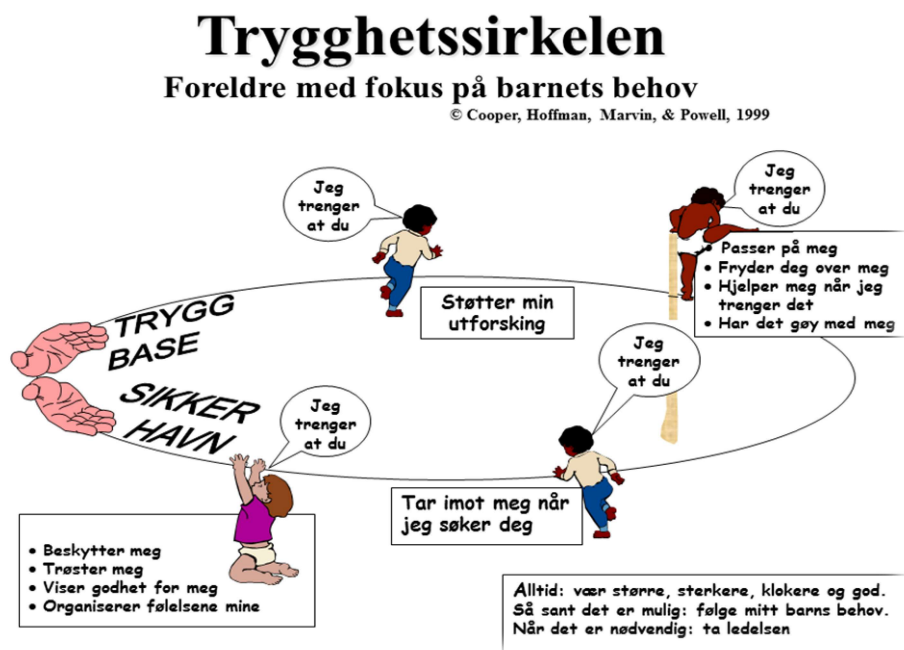 Trygghetssirkelen
Foreldre med fokus på barnets behov
© Cooper, Hoffman, Marvin, & Powell, 1999
Jeg
trenger
at du
Støtter min
utforsking
Jeg
trenger
at du
• Passer på meg
• Fryder deg over meg
• Hjelper meg når jeg
trenger det
• Har det gøy med meg
TRYGG
BASE
SIKKER
HAVN
Jeg
trenger
at du
Tar imot meg når
jeg søker deg
Jeg
trenger
at du
• Beskytter meg
• Trøster meg
• Viser godhet for meg
• Organiserer følelsene mine
Alltid: vær større, sterkere, klokere og god.
Så sant det er mulig: følge mitt barns behov.
Når det er nødvendig: ta ledelsen